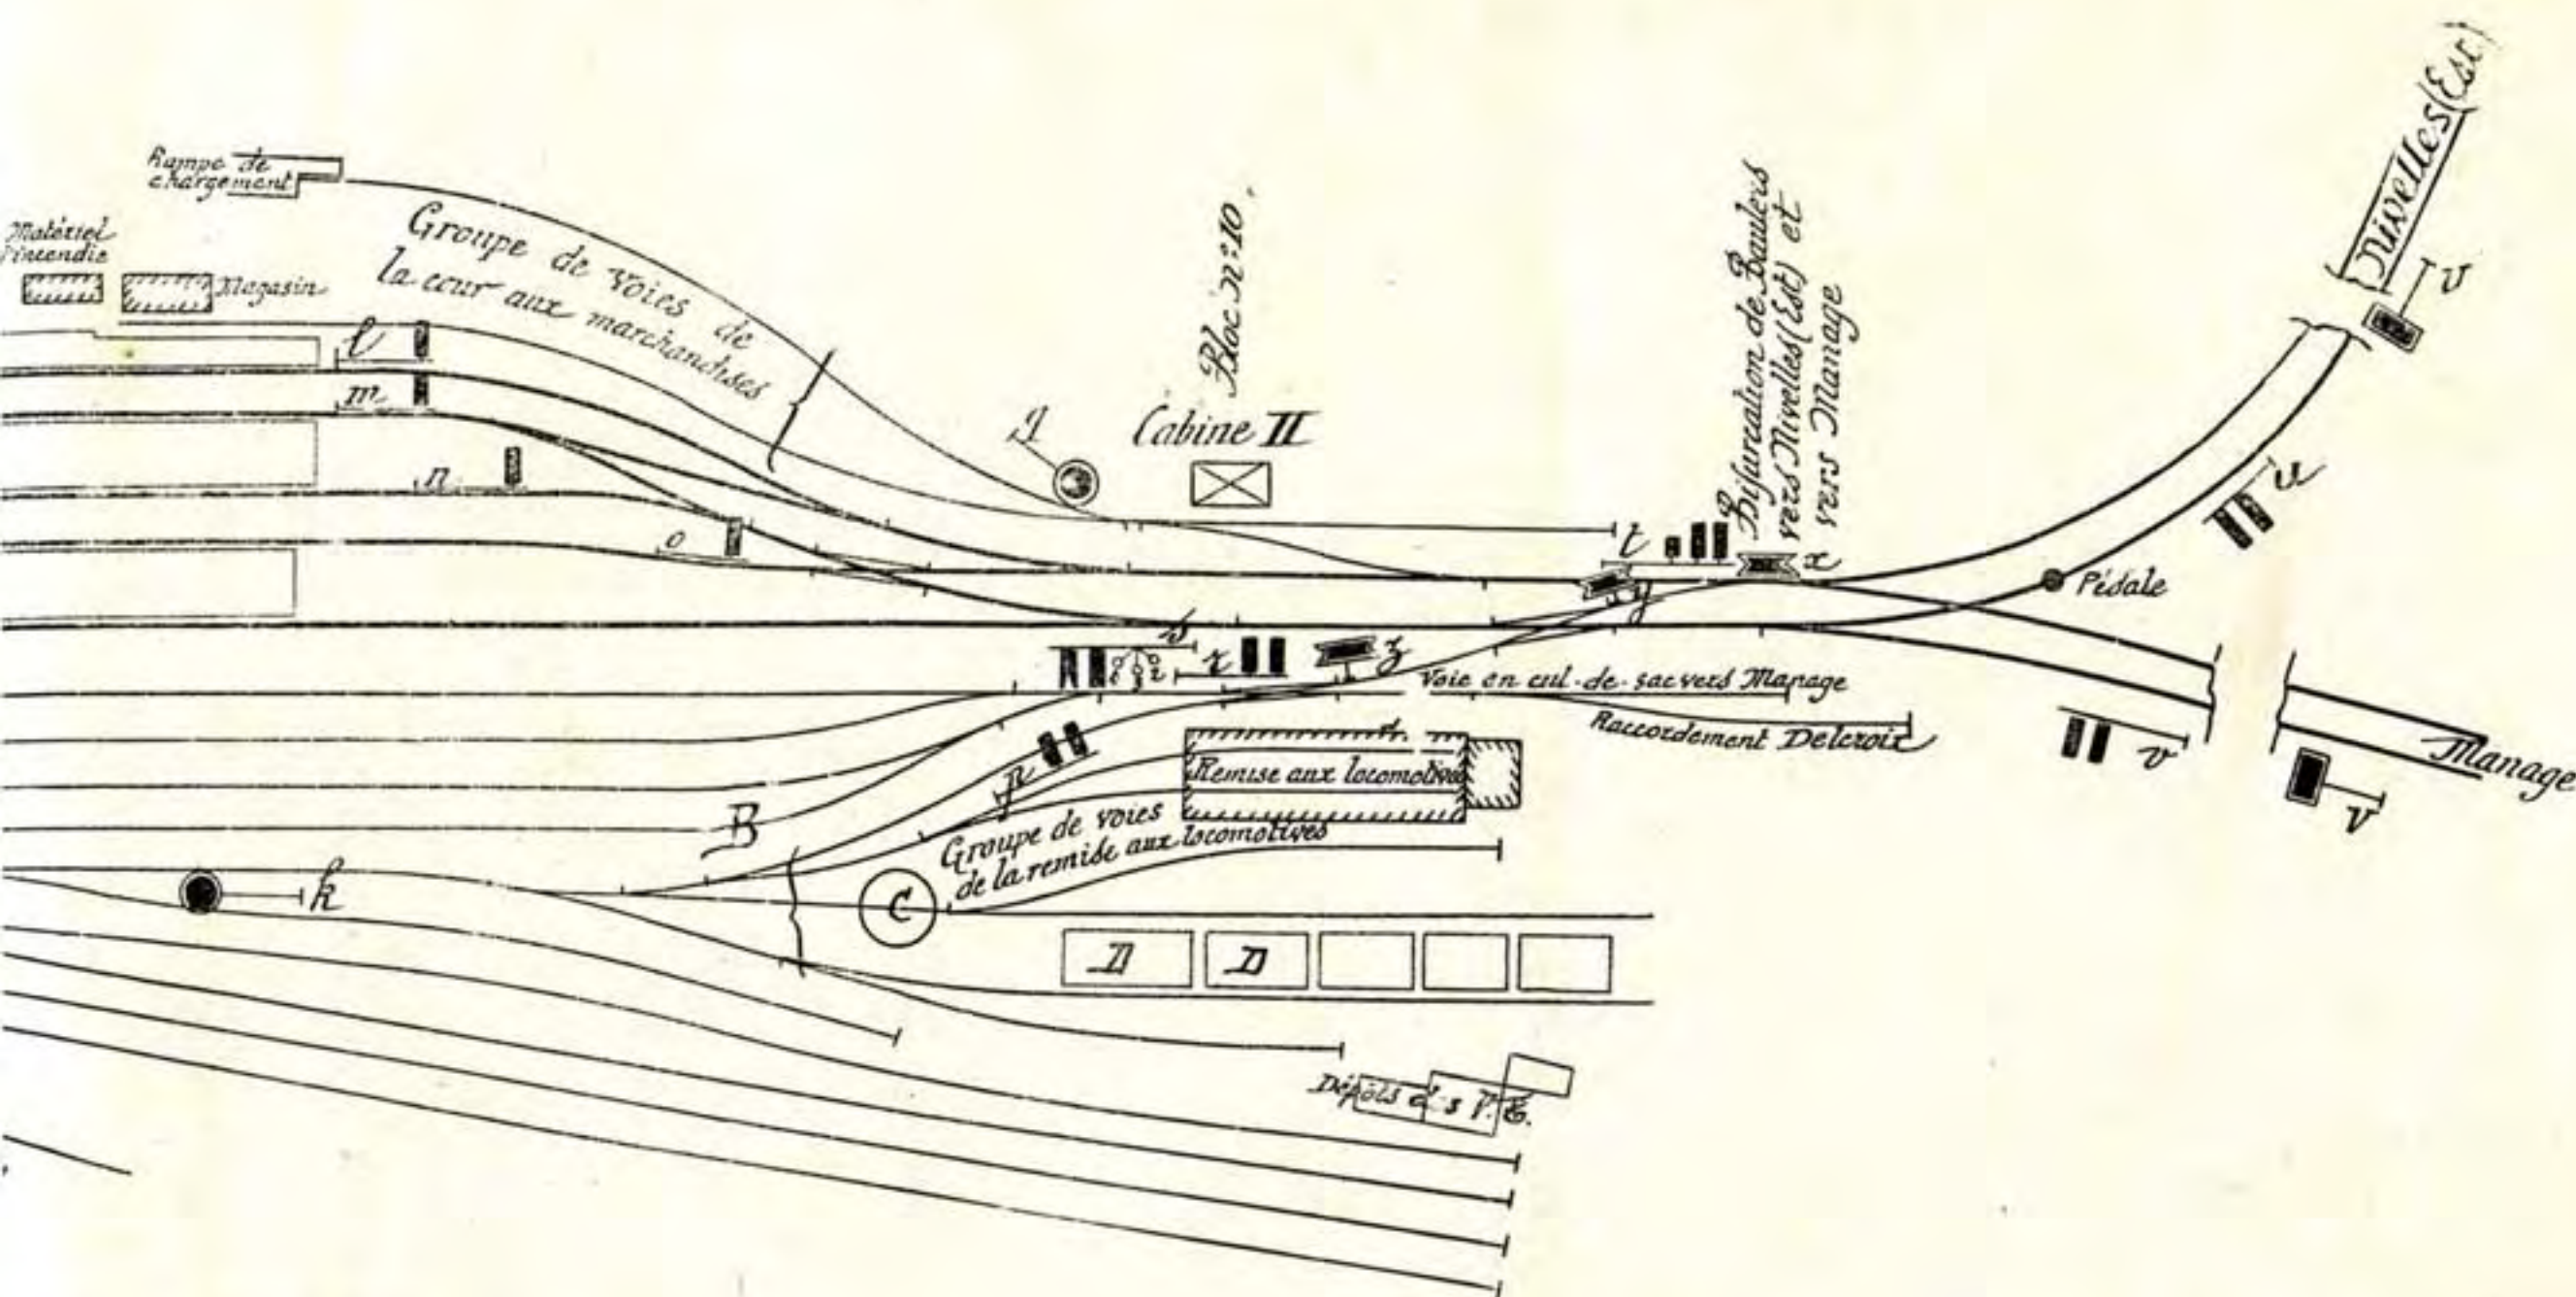 Rampe de
chargement
Matériel
d'incendie
Magasin
Groupe de voies de
la cour aux marchandises
l
m
n
o
q
Cabine II
Bloc n: 10.
Bifurcation de Baulers
vers Nivelles (Est) et
vers Manage
Nivelles (Est)
V
u
t
x
y
Pédale
s
r
z
Voie en cul-de-sac vers Manage
Raccordement Delcroix
v
Manage
V
p
Remise aux locomotives
B
Groupe de voies
de la remise aux locomotives
k
C
D
D
Dépôts des V. E.